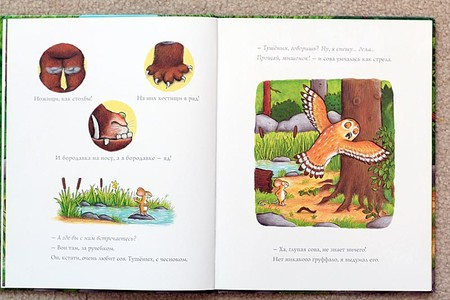 Ножищи, как столбы!
На них когтищи в ряд!
И бородавка на носу, а в бородавке – яд!
– А где вы с ним встречаетесь?
– Вон там, за ручейком.
Он, кстати, очень любит сов. Тушёных, с чесноком.
– Тушёных, говоришь? Ну, я спешу... дела...
Прощай, мышонок! – и сова умчалась как стрела.
– Ха, глупая сова, не знает ничего!
Нет никакого груффало, я выдумал его.